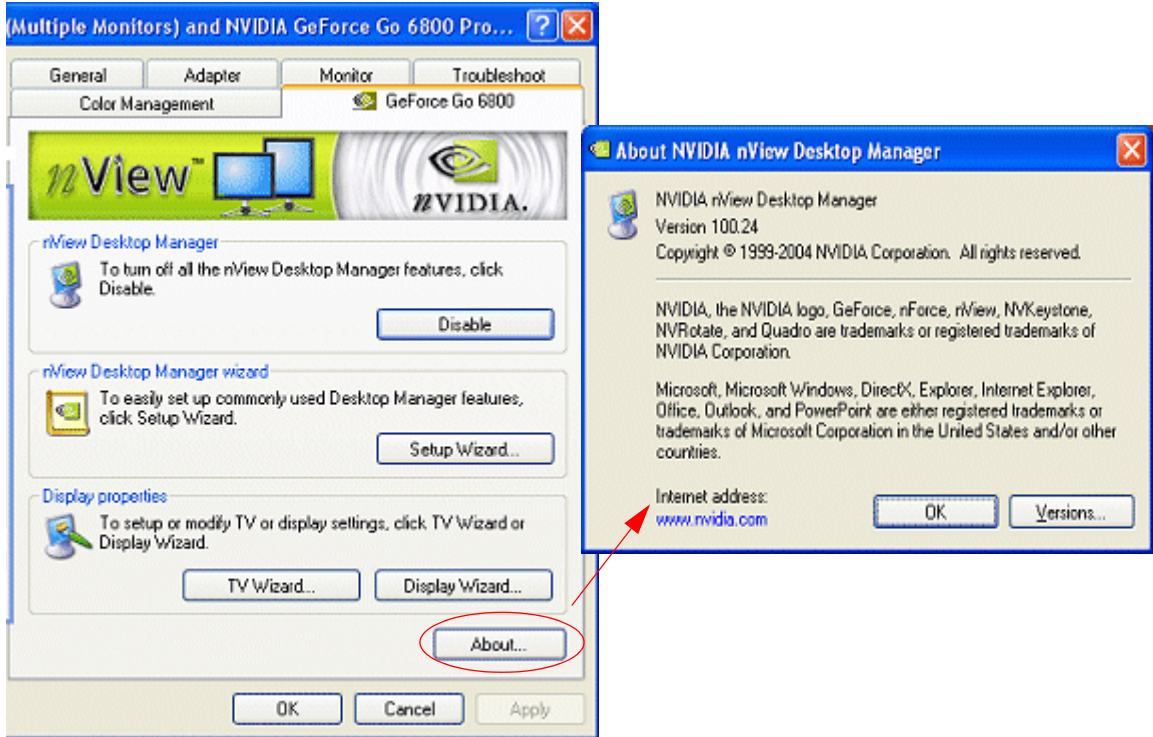 (Multiple Monitors) and NVIDIA GeForce Go 6800 Pro...
General Adapter Monitor Troubleshoot
Color Management GeForce Go 6800
nView™
nVIDIA.
nView Desktop Manager
To turn off all the nView Desktop Manager features, click
Disable.
Disable
nView Desktop Manager wizard
To easily set up commonly used Desktop Manager features,
click Setup Wizard.
Setup Wizard...
Display properties
To setup or modify TV or display settings, click TV Wizard or
Display Wizard.
TV Wizard... Display Wizard...
About...
OK Cancel Apply
About NVIDIA nView Desktop Manager
NVIDIA nView Desktop Manager
Version 100.24
Copyright © 1999-2004 NVIDIA Corporation. All rights reserved.
NVIDIA, the NVIDIA logo, GeForce, nForce, nView, NVKeystone,
NVRotate, and Quadro are trademarks or registered trademarks of
NVIDIA Corporation.
Microsoft, Microsoft Windows, DirectX, Explorer, Internet Explorer,
Office, Outlook, and PowerPoint are either registered trademarks or
trademarks of Microsoft Corporation in the United States and/or other
countries.
Internet address:
www.nvidia.com
OK Versions...